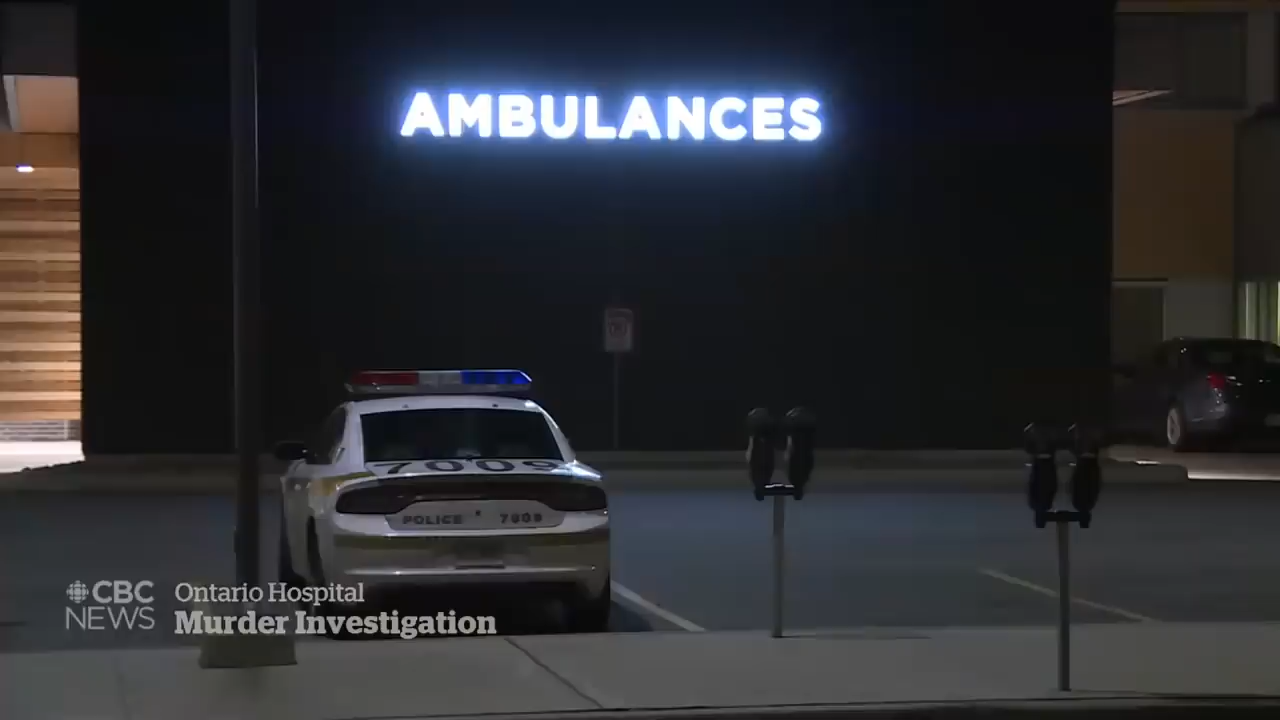 AMBULANCES
7009
POLICE 7009
CBC
NEWS
Ontario Hospital
Murder Investigation